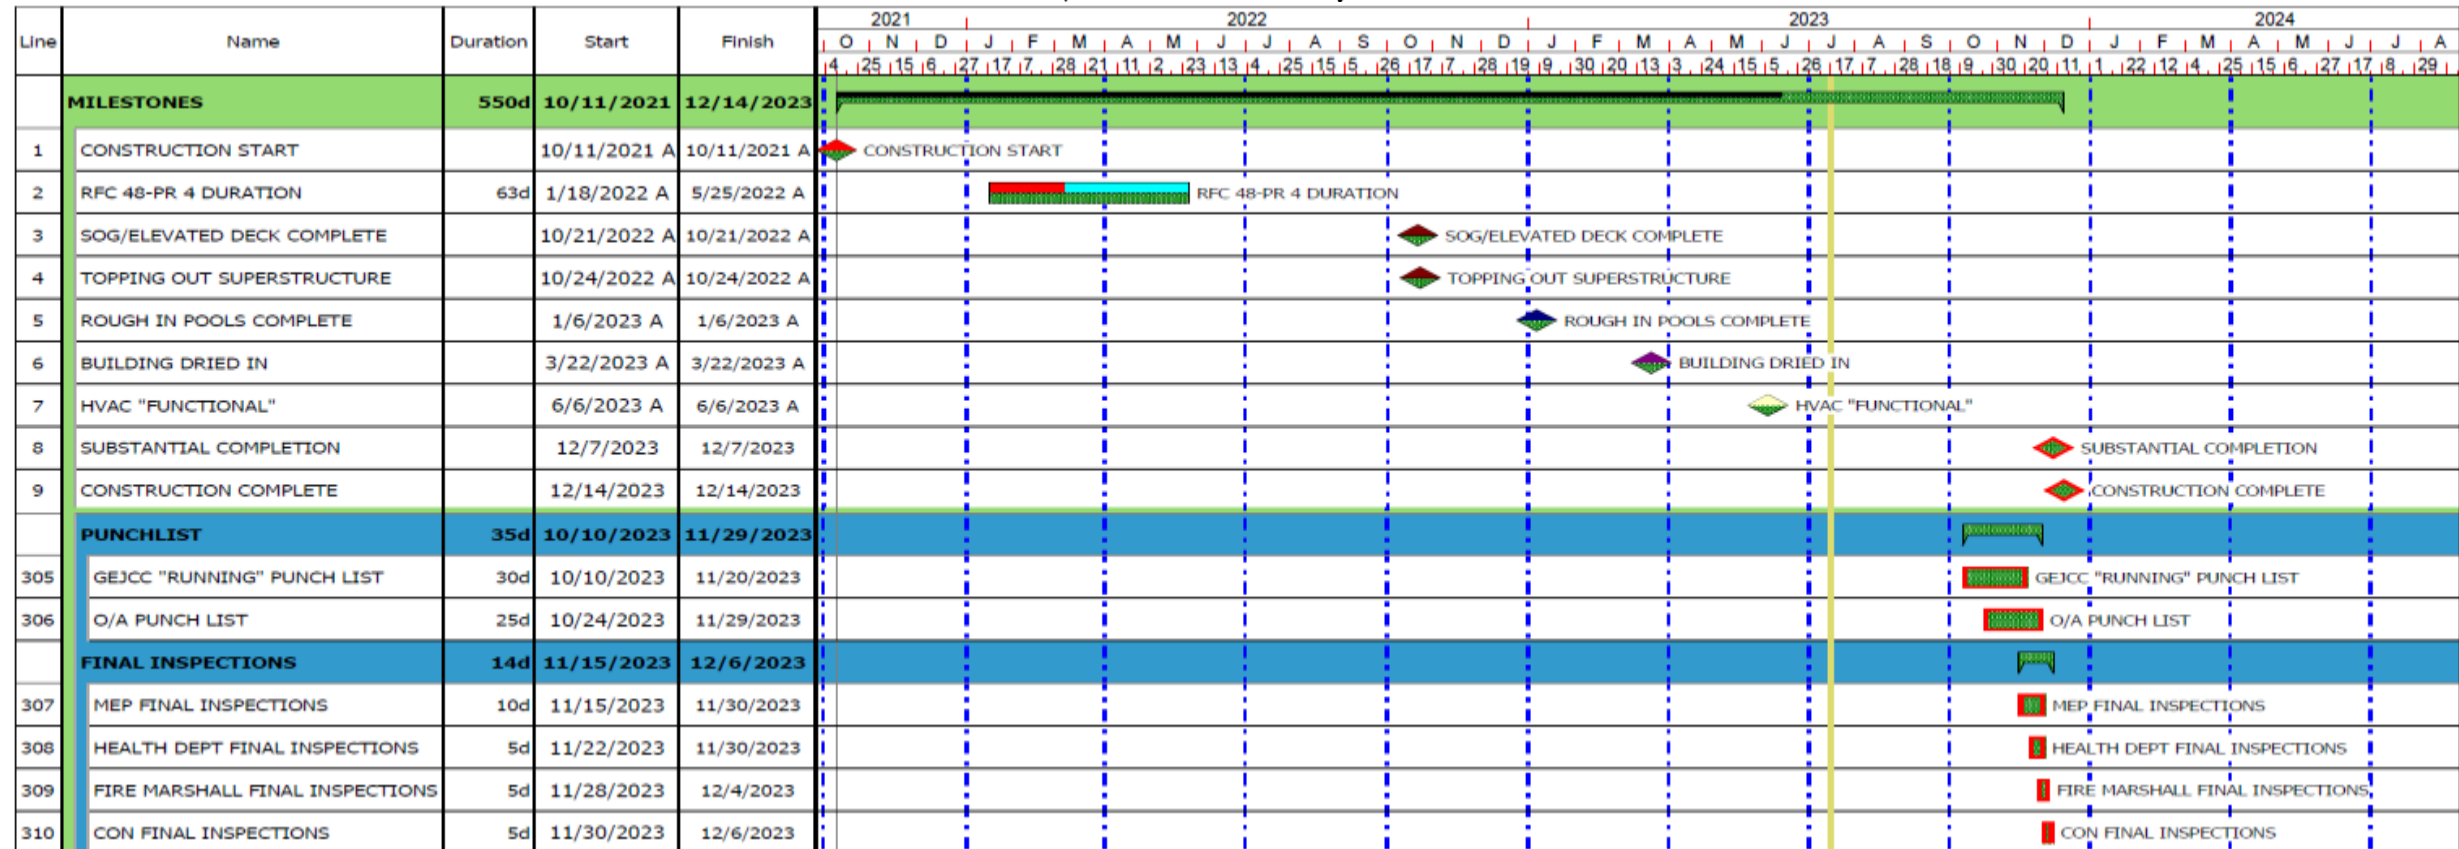 2021 2022 2023 2024
Line Name Duration Start Finish O N D J F M A M J J A S O N D J F M A M J J A S O N D J F M A M J J A
4 25 15 6 27 17 7 28 21 11 2 23 13 4 25 15 5 26 17 7 28 19 9 30 20 13 3 24 15 5 26 17 7 28 18 9 30 20 11 1 22 12 4 25 15 6 27 17 8 29
MILESTONES 550d 10/11/2021 12/14/2023
1 CONSTRUCTION START 10/11/2021 A 10/11/2021 A CONSTRUCTION START
2 RFC 48-PR 4 DURATION 63d 1/18/2022 A 5/25/2022 A RFC 48-PR 4 DURATION
3 SOG/ELEVATED DECK COMPLETE 10/21/2022 A 10/21/2022 A SOG/ELEVATED DECK COMPLETE
4 TOPPING OUT SUPERSTRUCTURE 10/24/2022 A 10/24/2022 A TOPPING OUT SUPERSTRUCTURE
5 ROUGH IN POOLS COMPLETE 1/6/2023 A 1/6/2023 A ROUGH IN POOLS COMPLETE
6 BUILDING DRIED IN 3/22/2023 A 3/22/2023 A BUILDING DRIED IN
7 HVAC "FUNCTIONAL" 6/6/2023 A 6/6/2023 A HVAC "FUNCTIONAL"
8 SUBSTANTIAL COMPLETION 12/7/2023 12/7/2023 SUBSTANTIAL COMPLETION
9 CONSTRUCTION COMPLETE 12/14/2023 12/14/2023 CONSTRUCTION COMPLETE
PUNCHLIST 35d 10/10/2023 11/29/2023
305 GEJCC "RUNNING" PUNCH LIST 30d 10/10/2023 11/20/2023 GEJCC "RUNNING" PUNCH LIST
306 O/A PUNCH LIST 25d 10/24/2023 11/29/2023 O/A PUNCH LIST
FINAL INSPECTIONS 14d 11/15/2023 12/6/2023
307 MEP FINAL INSPECTIONS 10d 11/15/2023 11/30/2023 MEP FINAL INSPECTIONS
308 HEALTH DEPT FINAL INSPECTIONS 5d 11/22/2023 11/30/2023 HEALTH DEPT FINAL INSPECTIONS
309 FIRE MARSHALL FINAL INSPECTIONS 5d 11/28/2023 12/4/2023 FIRE MARSHALL FINAL INSPECTIONS
310 CON FINAL INSPECTIONS 5d 11/30/2023 12/6/2023 CON FINAL INSPECTIONS